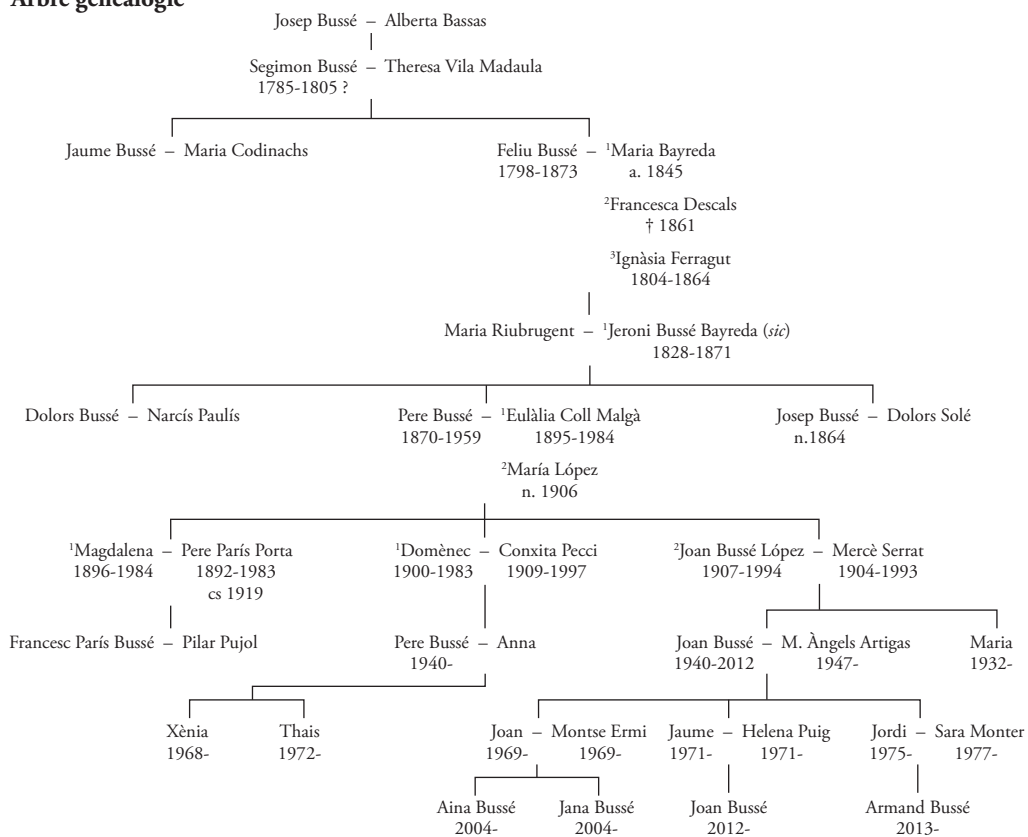 Arbre genealògic
Josep Bussé – Alberta Bassas
Segimon Bussé – Theresa Vila Madaula
1785-1805 ?
Jaume Bussé – Maria Codinachs
Feliu Bussé – ¹Maria Bayreda
1798-1873 a. 1845
²Francesca Descals
† 1861
³Ignàsia Ferragut
1804-1864
Maria Riubrugent – ¹Jeroni Bussé Bayreda (sic)
1828-1871
Dolors Bussé – Narcís Paulís
Pere Bussé – ¹Eulàlia Coll Malgà
1870-1959 1895-1984
Josep Bussé – Dolors Solé
n.1864
²María López
n. 1906
¹Magdalena – Pere París Porta
1896-1984 1892-1983
cs 1919
¹Domènec – Conxita Pecci
1900-1983 1909-1997
²Joan Bussé López – Mercè Serrat
1907-1994 1904-1993
Francesc París Bussé – Pilar Pujol
Pere Bussé – Anna
1940-
Joan Bussé – M. Àngels Artigas
1940-2012 1947-
Maria
1932-
Xènia
1968-
Thais
1972-
Joan – Montse Ermi
1969- 1969-
Jaume – Helena Puig
1971- 1971-
Jordi – Sara Monter
1975- 1977-
Aina Bussé
2004-
Jana Bussé
2004-
Joan Bussé
2012-
Armand Bussé
2013-